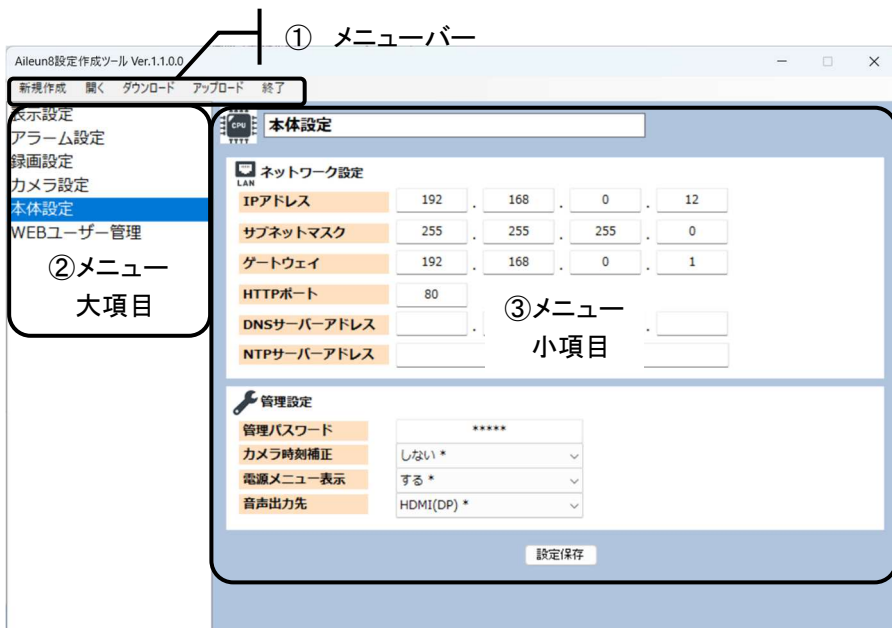 ① メニューバー
Aileun8設定作成ツール Ver.1.1.0.0
新規作成 開く ダウンロード アップロード 終了
表示設定
アラーム設定
録画設定
カメラ設定
本体設定
WEBユーザー管理
②メニュー
大項目
CPU 本体設定
LAN ネットワーク設定
IPアドレス 192 . 168 . 0 . 12
サブネットマスク 255 . 255 . 255 . 0
ゲートウェイ 192 . 168 . 0 . 1
HTTPポート 80
DNSサーバーアドレス . .
NTPサーバーアドレス
③メニュー
小項目
管理設定
管理パスワード *****
カメラ時刻補正 しない *
電源メニュー表示 する *
音声出力先 HDMI(DP) *
設定保存